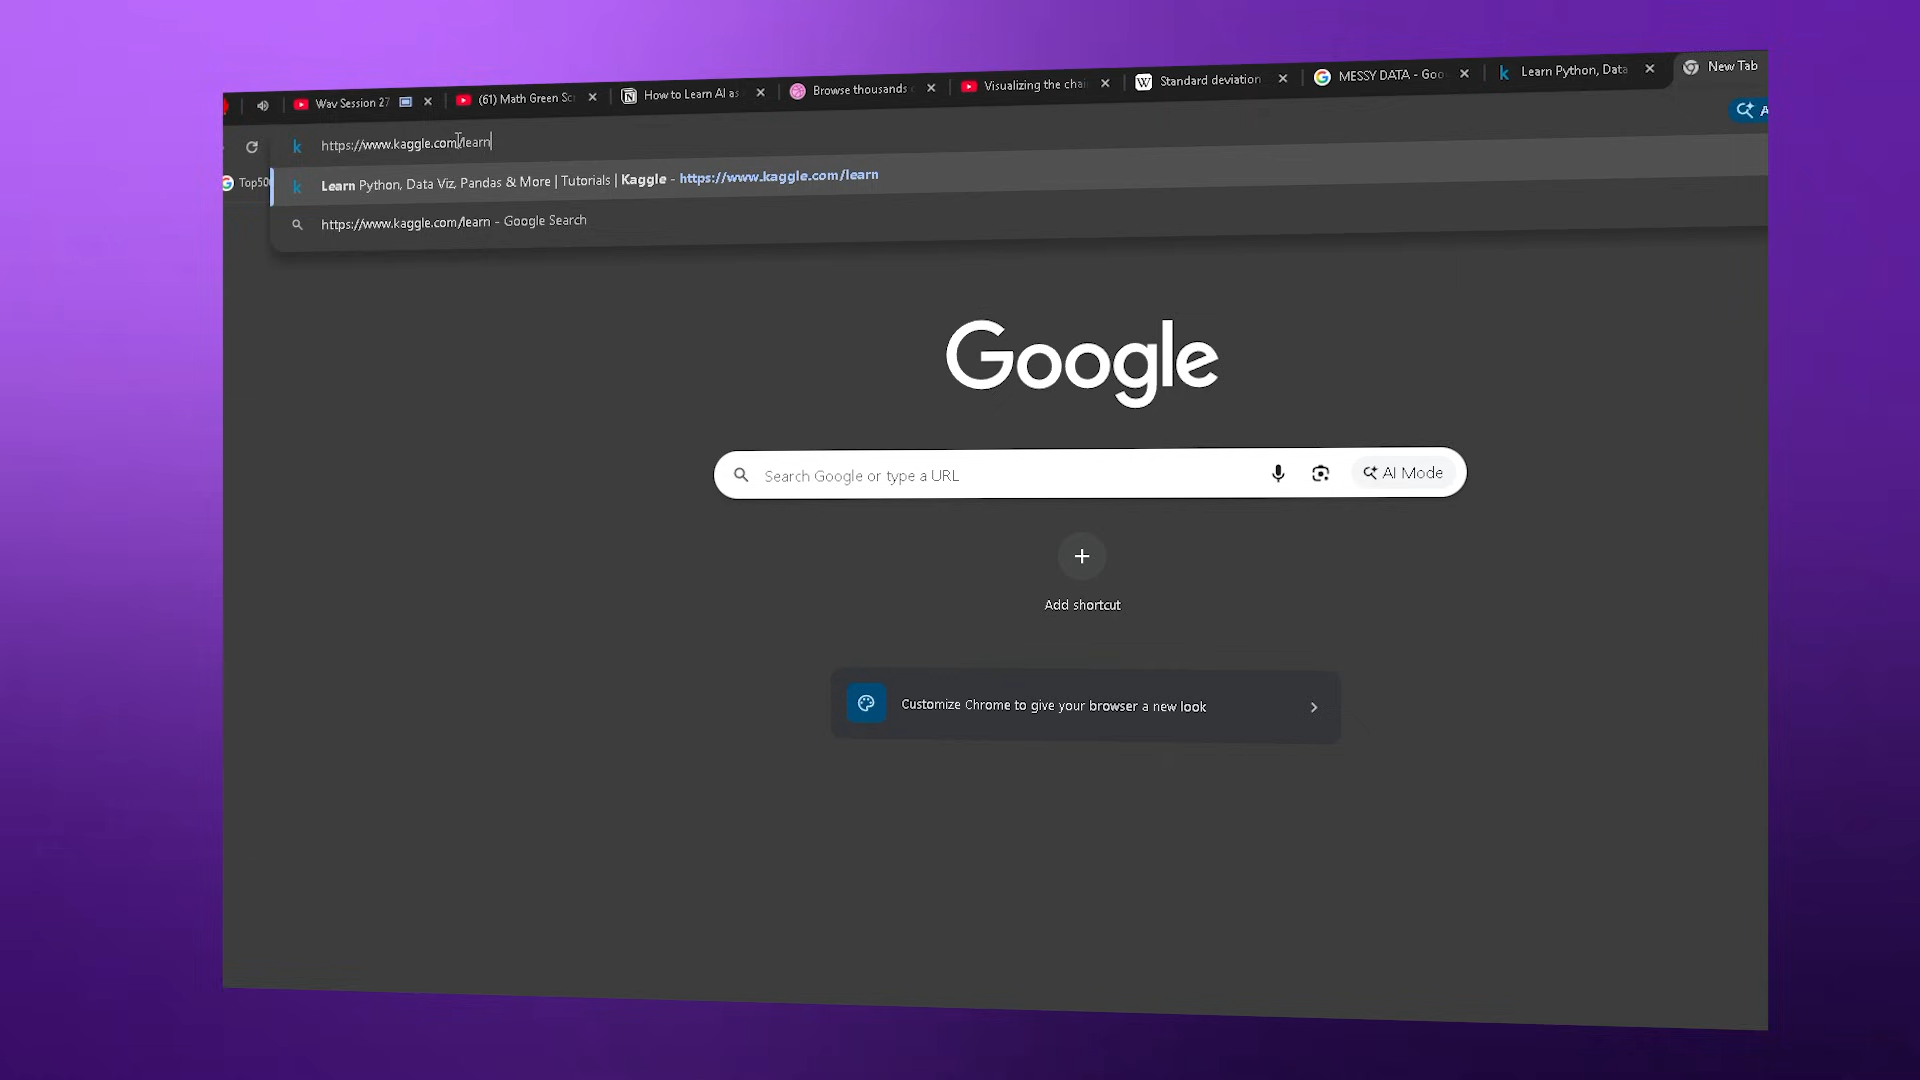 Wav Session 27
(61) Math Green Sc
How to Learn AI as
Browse thousands
Visualizing the chai
Standard deviation
MESSY DATA - Goo
Learn Python, Data
New Tab
https://www.kaggle.com/learn
Top50
Learn Python, Data Viz, Pandas & More | Tutorials | Kaggle - https://www.kaggle.com/learn
https://www.kaggle.com/learn - Google Search
Google
Search Google or type a URL
AI Mode
Add shortcut
Customize Chrome to give your browser a new look